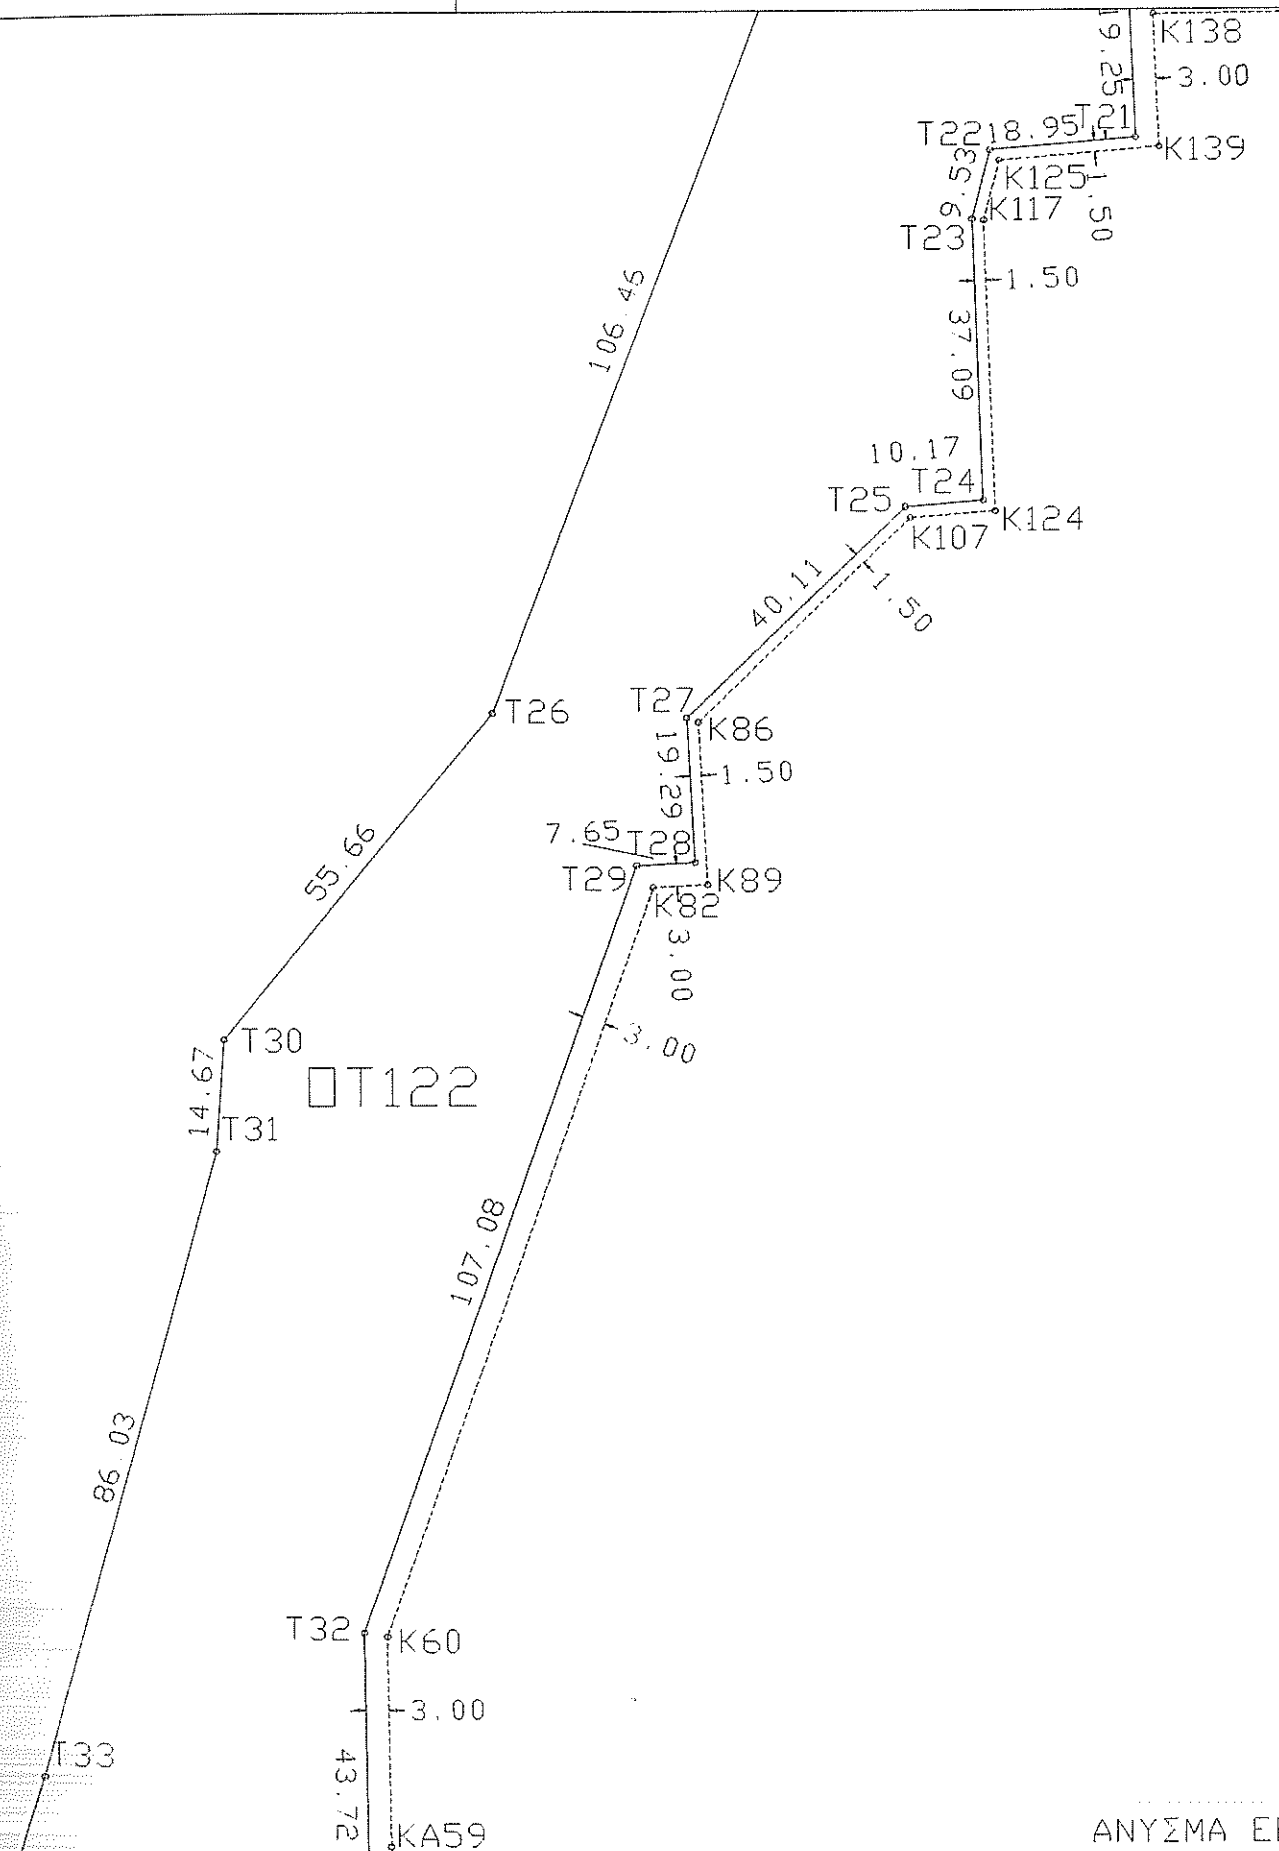 K138
19.25
3.00
T22
18.95
T21
K139
9.53
K125
1.50
K117
T23
1.50
37.09
106.45
10.17
T24
T25
K124
K107
40.11
1.50
T27
T26
K86
19.29
1.50
7.65
T28
55.66
T29
K89
K82
3.00
T30
3.00
14.67
T122
T31
107.08
86.03
T32
K60
3.00
T33
43.72
KA59
ΑΝΥΣΜΑ